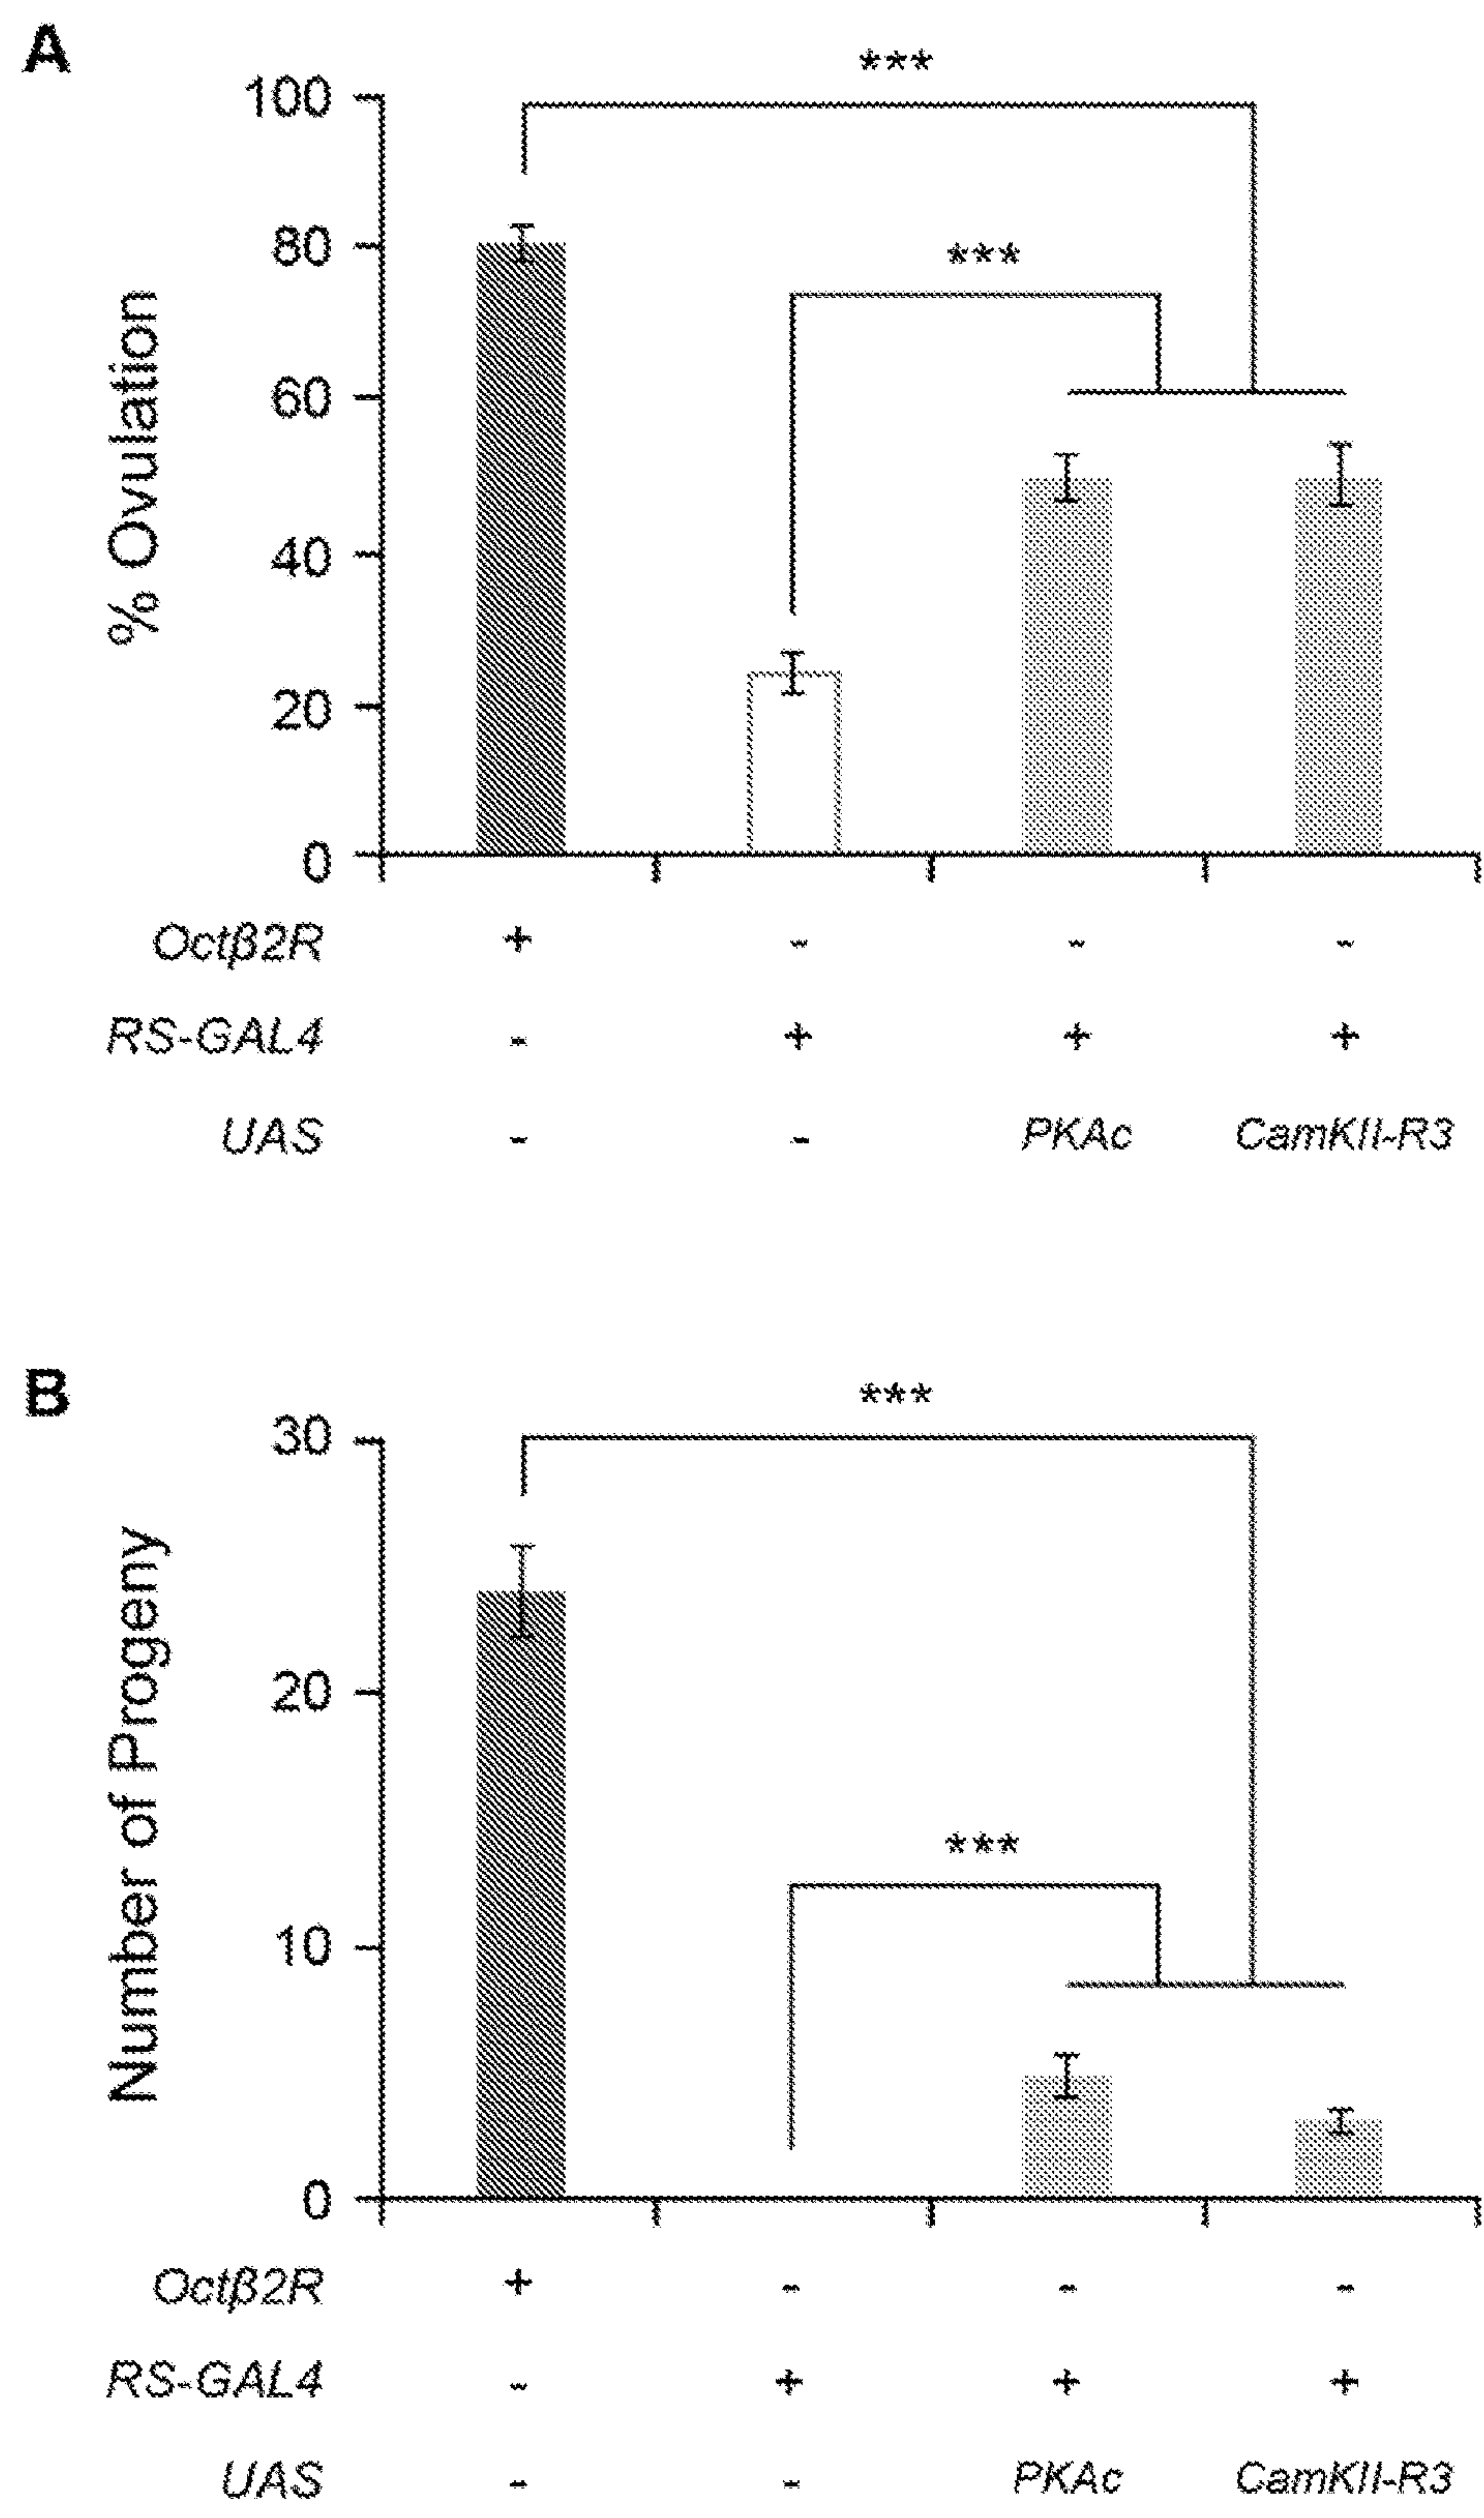 A
***
100
***
80
60
40
20
0
% Ovulation
Octβ2R + - - -
RS-GAL4 - + + +
UAS - - PKAc CamKII-R3
B
***
30
20
***
10
0
Number of Progeny
Octβ2R + - - -
RS-GAL4 - + + +
UAS - - PKAc CamKII-R3